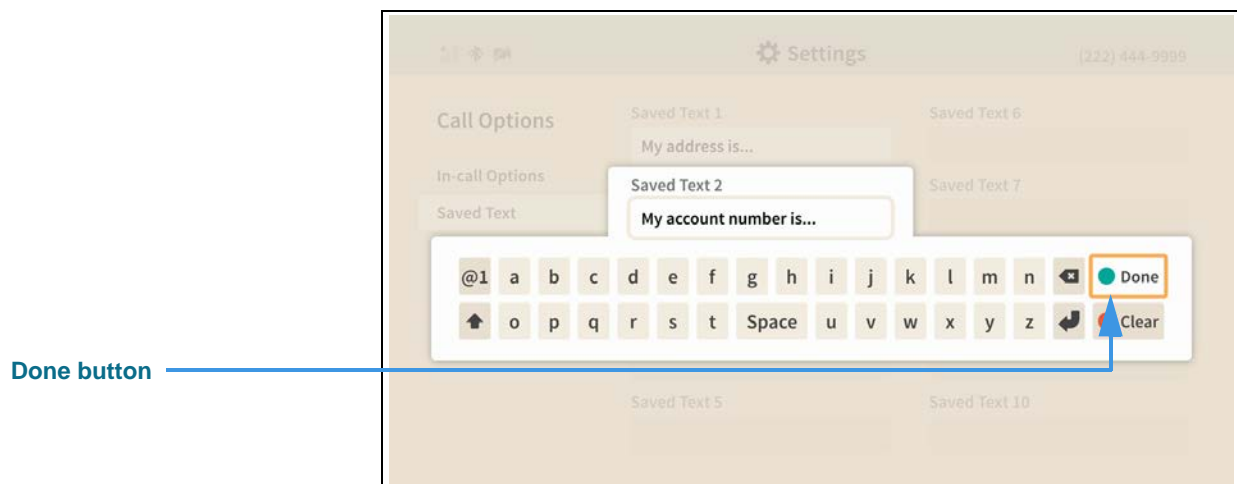 Settings
(222) 444-9999
Call Options
In-call Options
Saved Text
Saved Text 1
My address is...
Saved Text 2
My account number is...
Saved Text 6
Saved Text 7
@1 a b c d e f g h i j k l m n Done
o p q r s t Space u v w x y z Clear
Done button
Saved Text 5
Saved Text 10